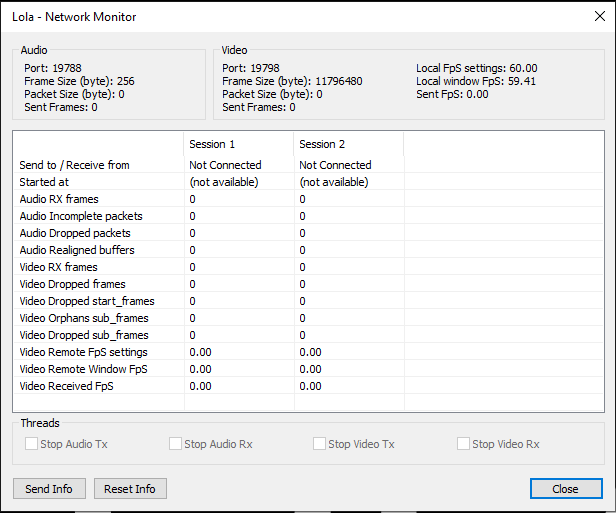 Lola - Network Monitor
Audio
Port: 19788
Frame Size (byte): 256
Packet Size (byte): 0
Sent Frames: 0
Video
Port: 19798
Frame Size (byte): 11796480
Packet Size (byte): 0
Sent Frames: 0
Local FpS settings: 60.00
Local window FpS: 59.41
Sent FpS: 0.00
Session 1 Session 2
Send to / Receive from Not Connected Not Connected
Started at (not available) (not available)
Audio RX frames 0 0
Audio Incomplete packets 0 0
Audio Dropped packets 0 0
Audio Realigned buffers 0 0
Video RX frames 0 0
Video Dropped frames 0 0
Video Dropped start_frames 0 0
Video Orphans sub_frames 0 0
Video Dropped sub_frames 0 0
Video Remote FpS settings 0.00 0.00
Video Remote Window FpS 0.00 0.00
Video Received FpS 0.00 0.00
Threads
Stop Audio Tx Stop Audio Rx Stop Video Tx Stop Video Rx
Send Info Reset Info Close